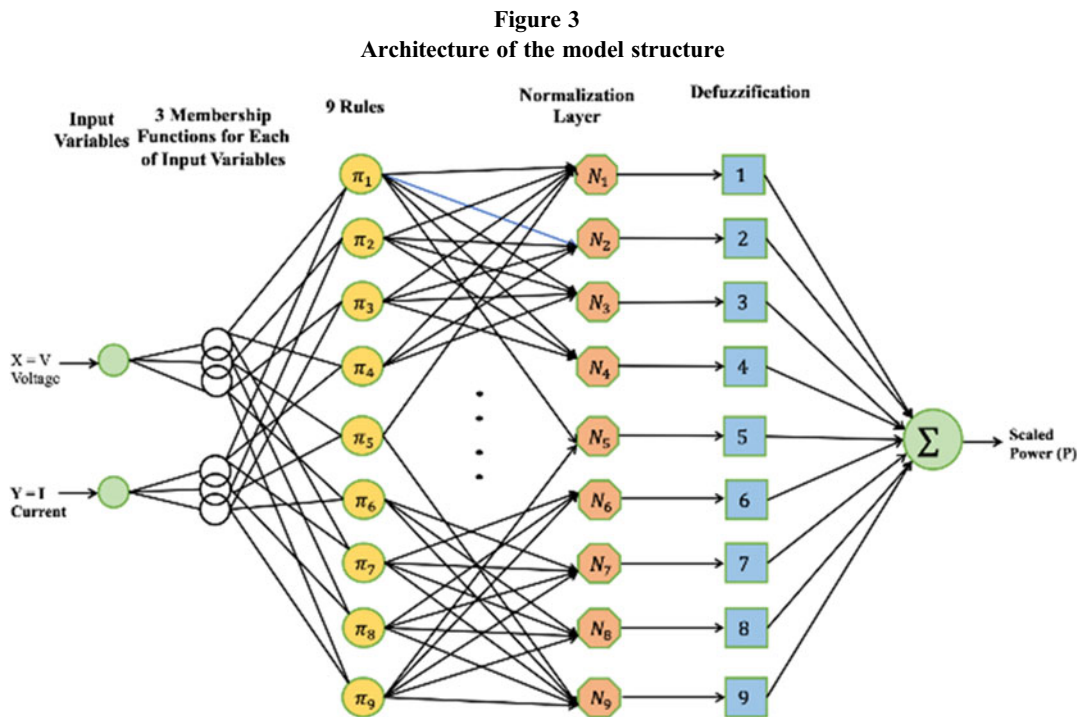 Figure 3
Architecture of the model structure
Input
Variables
3 Membership
Functions for Each
of Input Variables
9 Rules
Normalization
Layer
Defuzzification
π1
N1
1
π2
N2
2
π3
N3
3
X = V
Voltage
π4
N4
4
π5
N5
5
Σ
Scaled
Power (P)
Y = I
Current
π6
N6
6
π7
N7
7
π8
N8
8
π9
N9
9